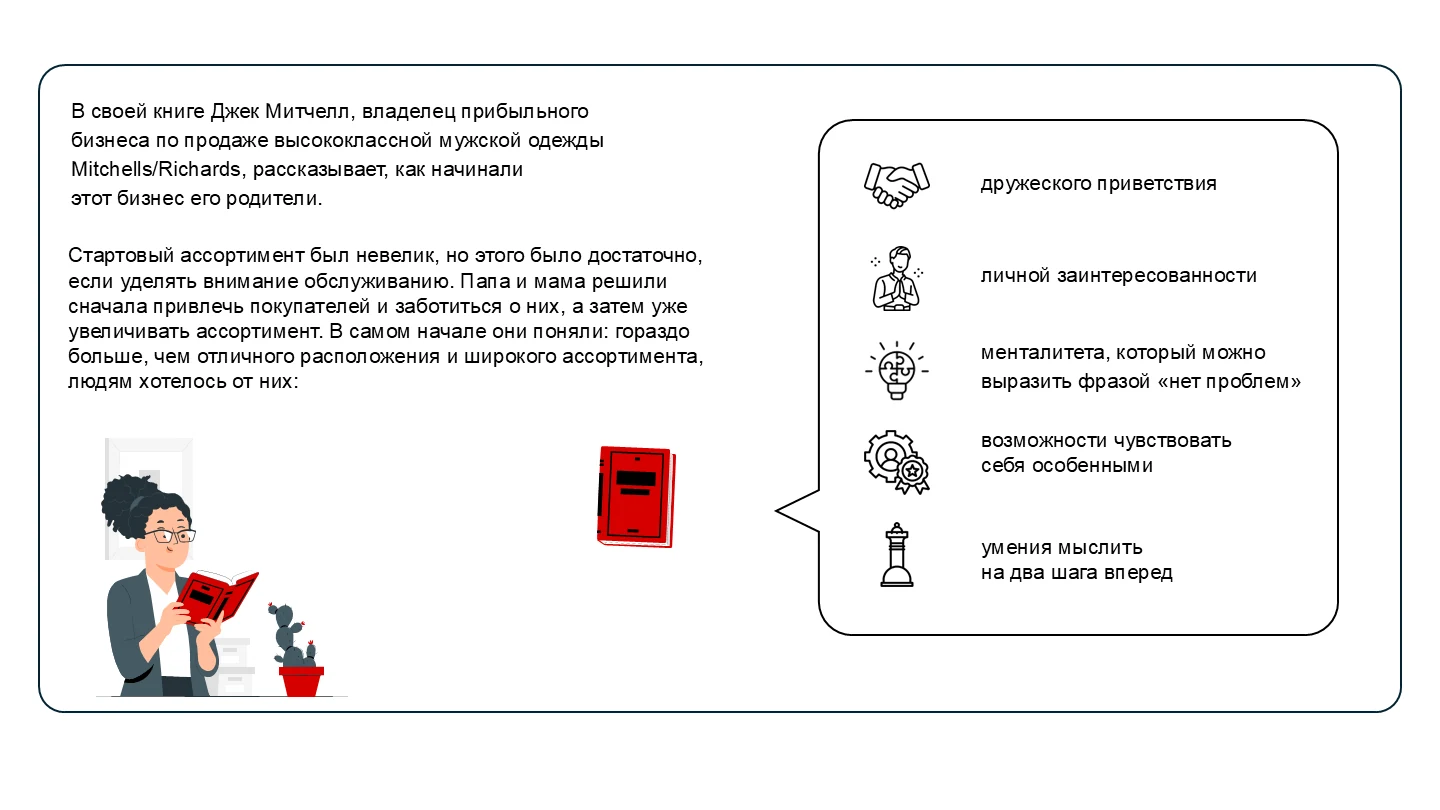 В своей книге Джек Митчелл, владелец прибыльного
бизнеса по продаже высококлассной мужской одежды
Mitchells/Richards, рассказывает, как начинали
этот бизнес его родители.
Стартовый ассортимент был невелик, но этого было достаточно,
если уделять внимание обслуживанию. Папа и мама решили
сначала привлечь покупателей и заботиться о них, а затем уже
увеличивать ассортимент. В самом начале они поняли: гораздо
больше, чем отличного расположения и широкого ассортимента,
людям хотелось от них:
дружеского приветствия
личной заинтересованности
менталитета, который можно
выразить фразой «нет проблем»
возможности чувствовать
себя особенными
умения мыслить
на два шага вперед